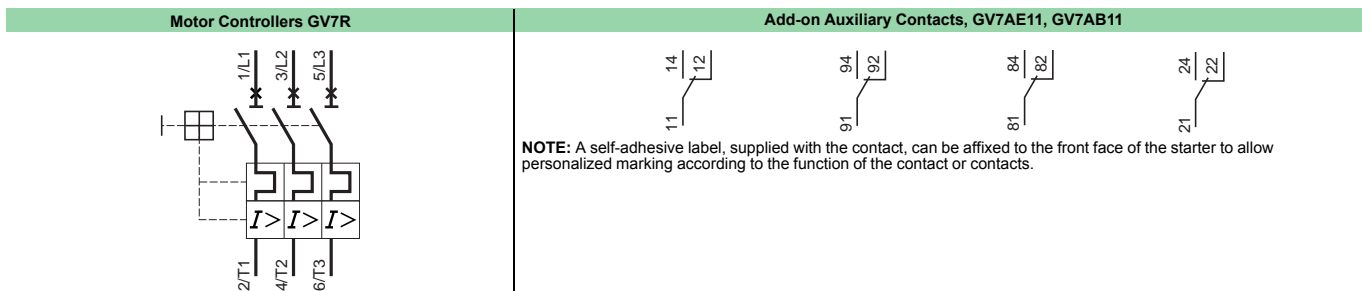 Motor Controllers GV7R
Add-on Auxiliary Contacts, GV7AE11, GV7AB11
1/L1
3/L2
5/L3
I> I> I>
2/T1
4/T2
6/T3
14
12
11
94
92
91
84
82
81
24
22
21
NOTE: A self-adhesive label, supplied with the contact, can be affixed to the front face of the starter to allow
personalized marking according to the function of the contact or contacts.